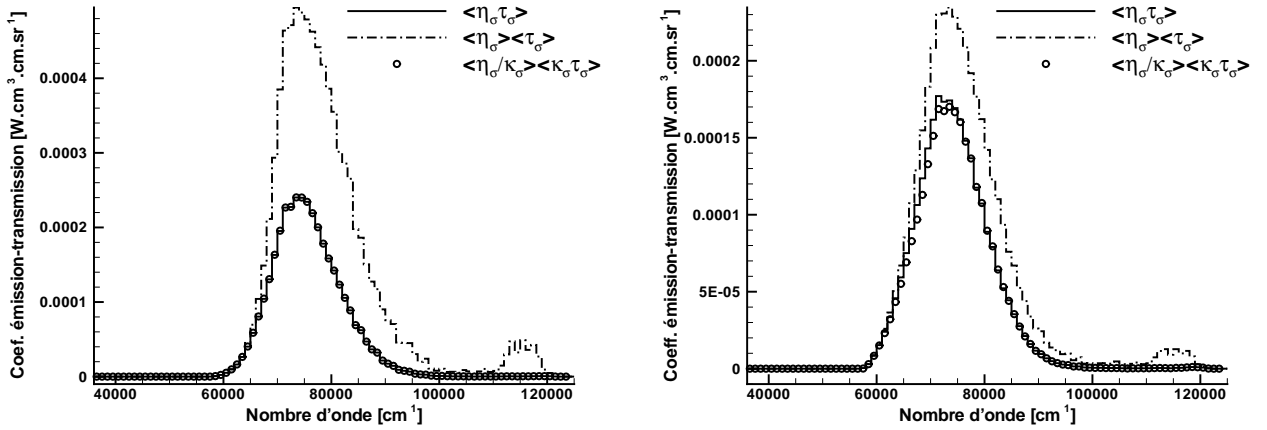 <η_σ τ_σ>
<η_σ><τ_σ>
<η_σ/κ_σ><κ_σ τ_σ>
Coef. émission-transmission [W.cm^3.cm.sr^1]
0.0004
0.0003
0.0002
0.0001
0
40000 60000 80000 100000 120000
Nombre d'onde [cm^1]
<η_σ τ_σ>
<η_σ><τ_σ>
<η_σ/κ_σ><κ_σ τ_σ>
Coeff. émission-transmission [W.cm^3.cm.sr^1]
0.0002
0.00015
0.0001
5E-05
0
40000 60000 80000 100000 120000
Nombre d'onde [cm^1]